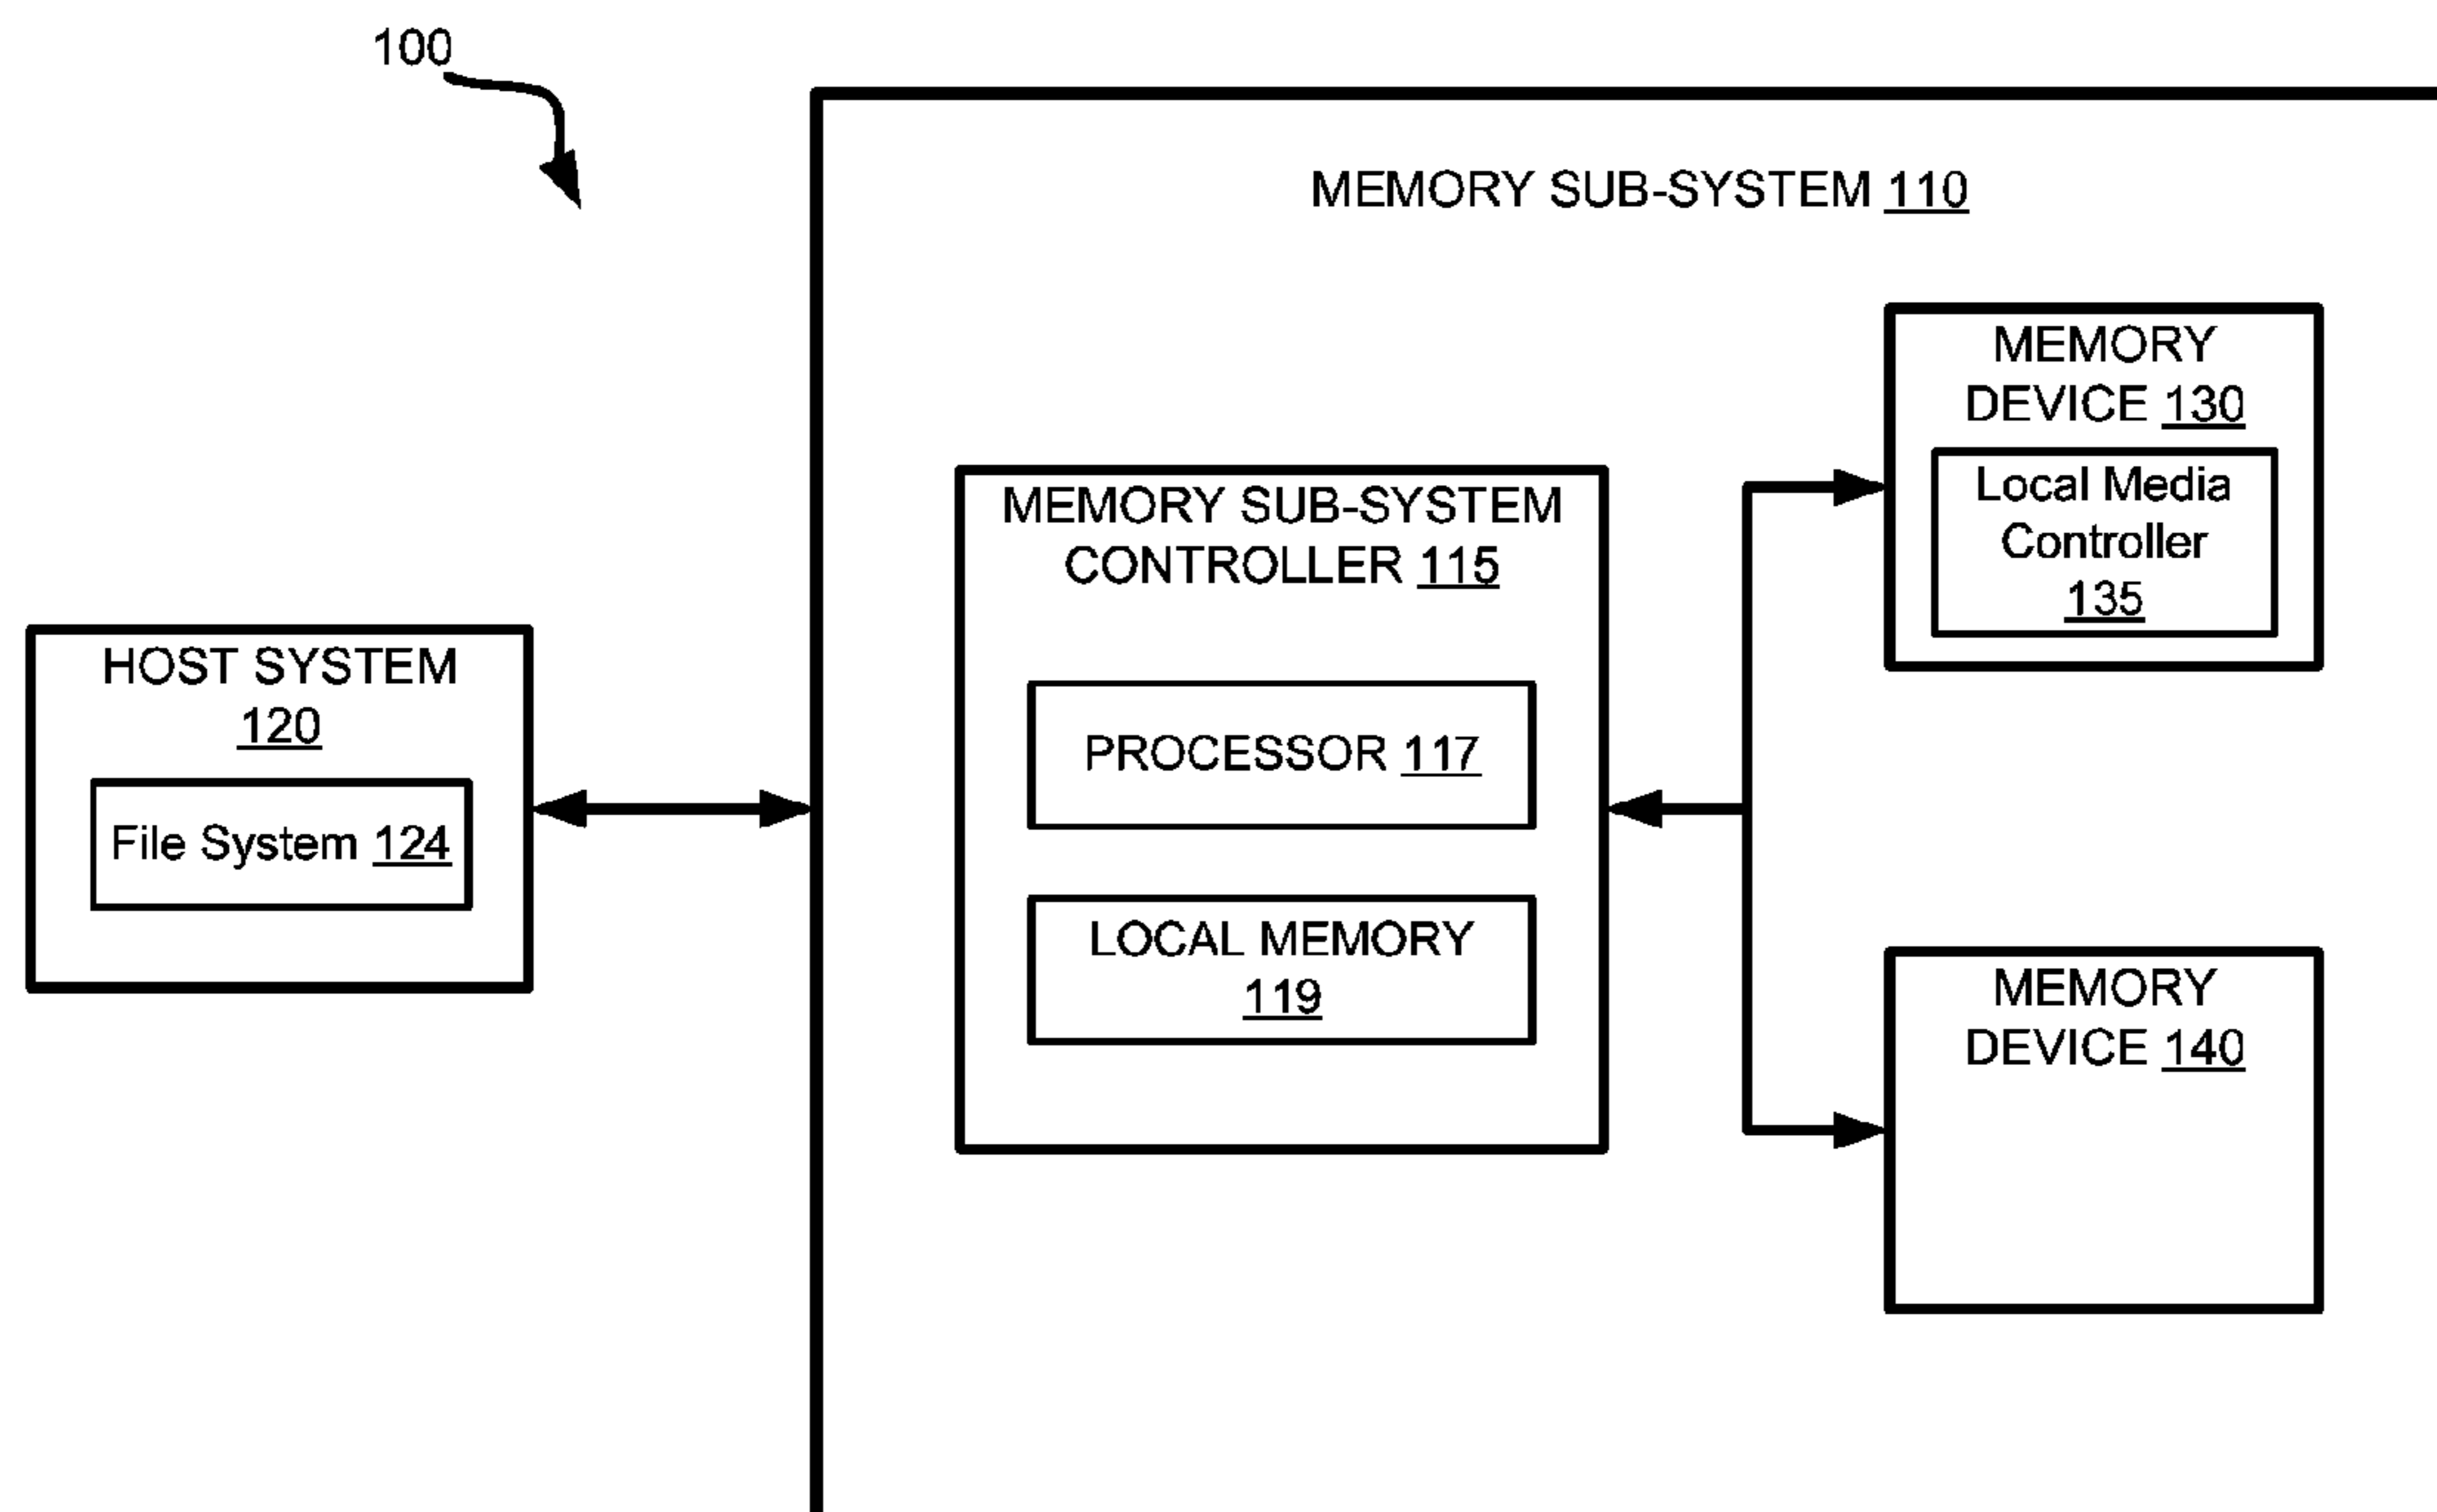 100
MEMORY SUB-SYSTEM 110
MEMORY
DEVICE 130
Local Media
Controller
135
MEMORY SUB-SYSTEM
CONTROLLER 115
PROCESSOR 117
LOCAL MEMORY
119
HOST SYSTEM
120
File System 124
MEMORY
DEVICE 140